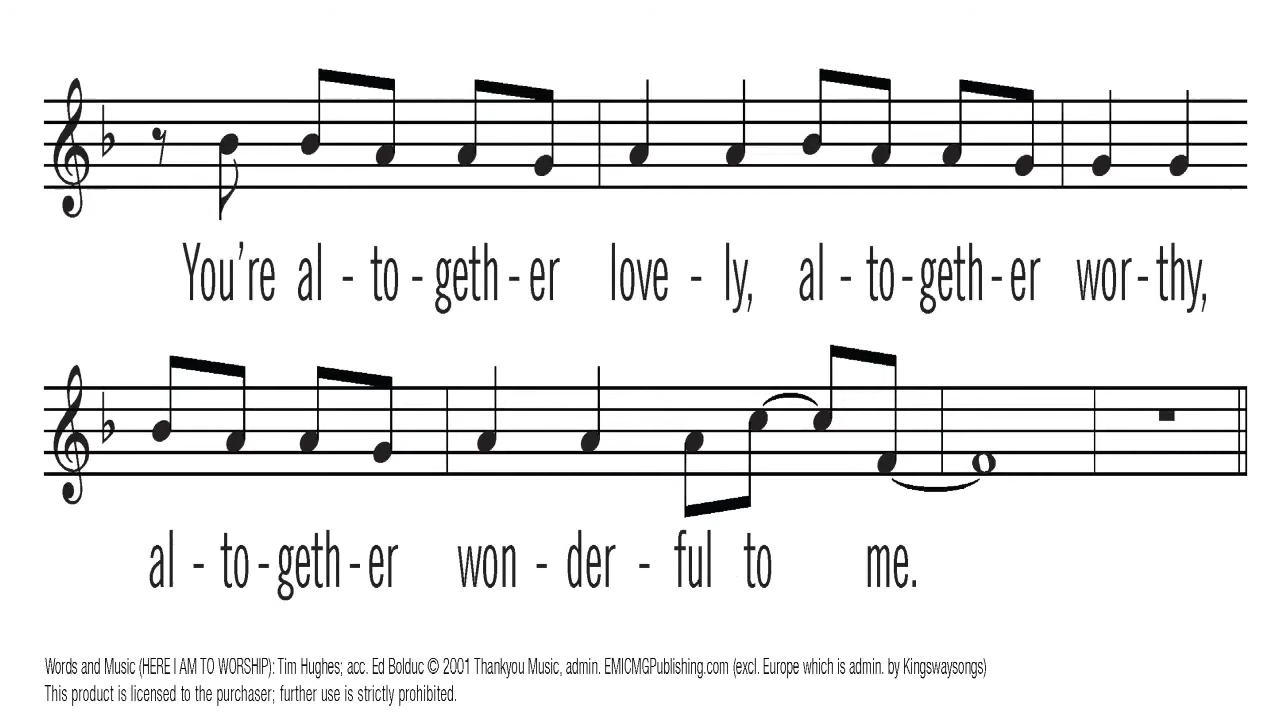 You're al - to - geth - er love - ly, al - to - geth - er wor - thy,
al - to - geth - er won - der - ful to me.
Words and Music (HERE I AM TO WORSHIP): Tim Hughes; acc. Ed Bolduc © 2001 Thankyou Music, admin. EMICMGPublishing.com (excl. Europe which is admin. by Kingswaysongs)
This product is licensed to the purchaser; further use is strictly prohibited.